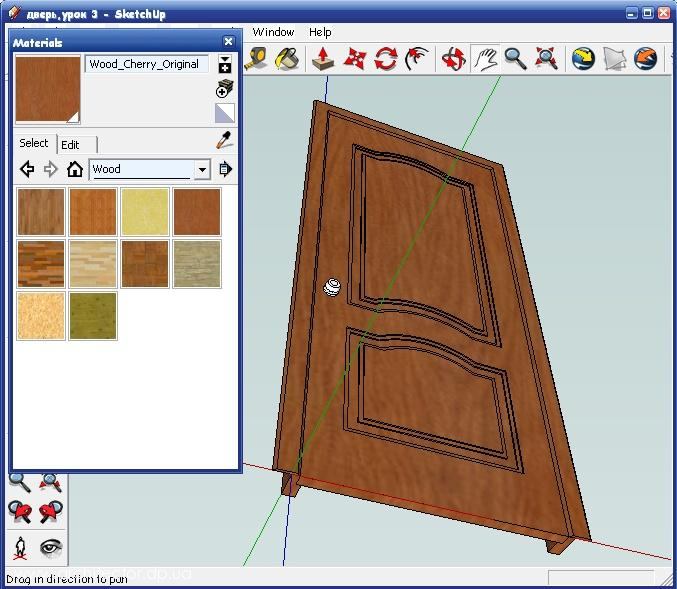 дверь,урок 3 - SketchUp
Window Help
Materials
Wood_Cherry_Original
Select Edit
Wood
Drag in direction to pan